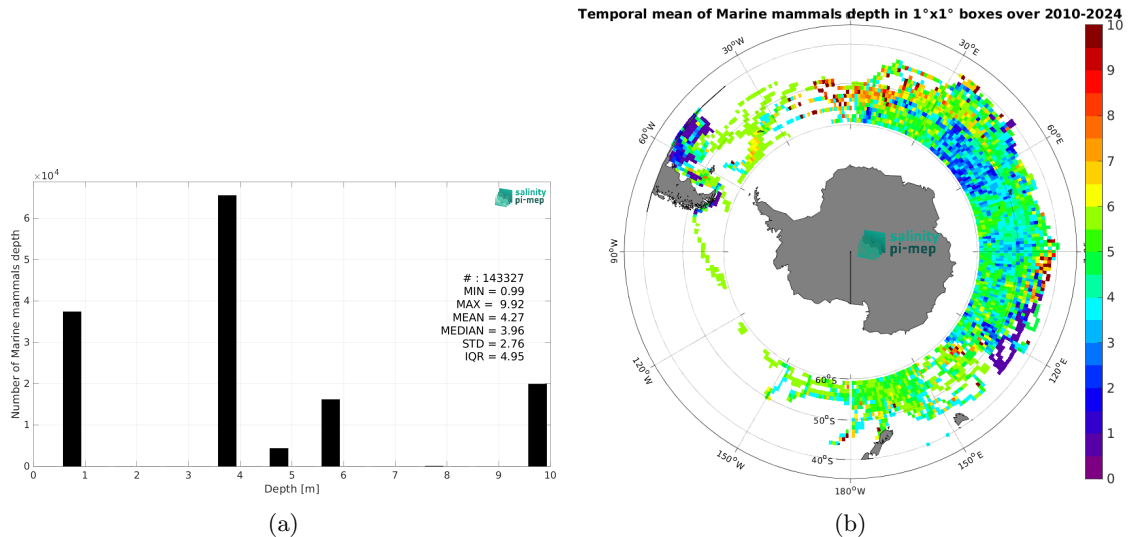 Temporal mean of Marine mammals depth in 1°x1° boxes over 2010-2024
×10⁴
6
5
4
3
2
1
0
Number of Marine mammals depth
0 1 2 3 4 5 6 7 8 9 10
Depth [m]
salinity
pi-mep
# : 143327
MIN = 0.99
MAX = 9.92
MEAN = 4.27
MEDIAN = 3.96
STD = 2.76
IQR = 4.95
(a)
30°W
30°E
60°W
60°E
90°W
120°W
120°E
150°W
150°E
180°W
60°S
50°S
40°S
salinity
pi-mep
10
9
8
7
6
5
4
3
2
1
0
(b)